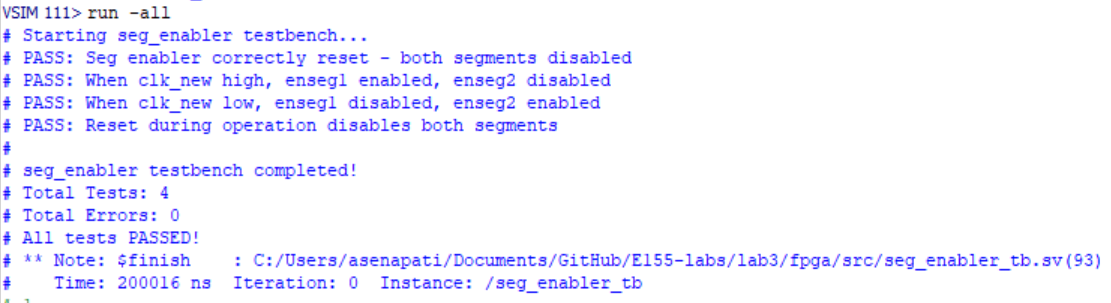 VSIM 111> run -all
# Starting seg_enabler testbench...
# PASS: Seg enabler correctly reset - both segments disabled
# PASS: When clk_new high, enseg1 enabled, enseg2 disabled
# PASS: When clk_new low, enseg1 disabled, enseg2 enabled
# PASS: Reset during operation disables both segments
#
# seg_enabler testbench completed!
# Total Tests: 4
# Total Errors: 0
# All tests PASSED!
# ** Note: $finish    : C:/Users/asenapati/Documents/GitHub/E155-labs/lab3/fpga/src/seg_enabler_tb.sv(93)
#    Time: 200016 ns  Iteration: 0  Instance: /seg_enabler_tb